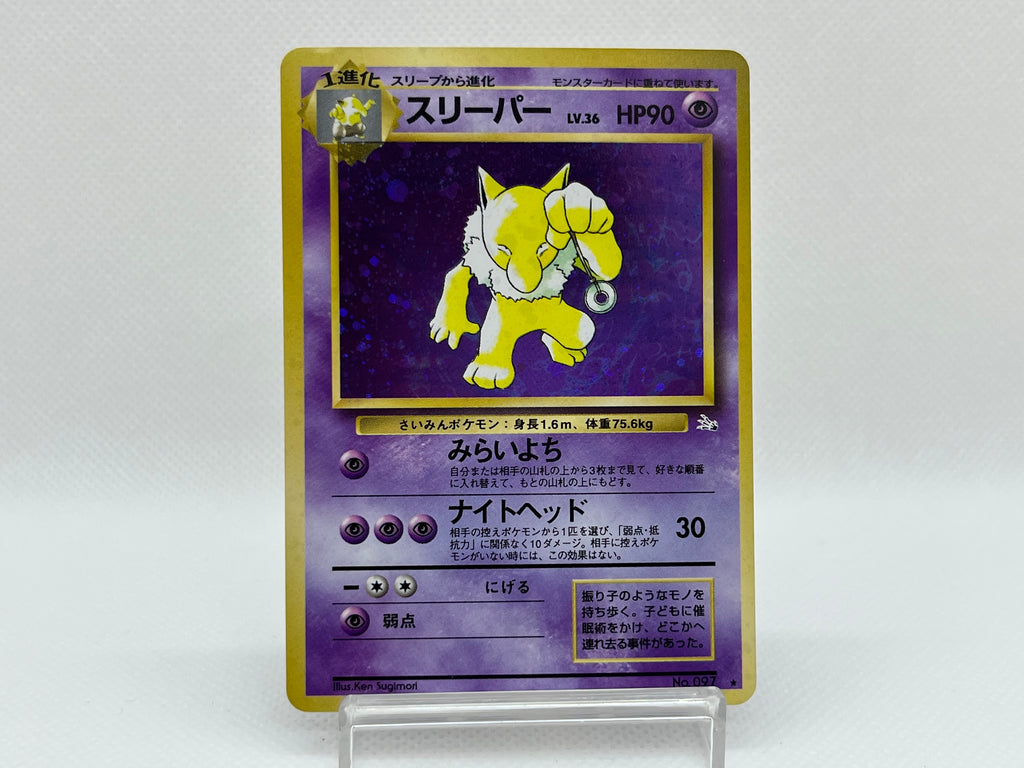 1進化 スリープから進化 モンスターカードに重ねて使います。
スリーパー LV.36 HP90
さいみんポケモン：身長1.6m、体重75.6kg
みらいよち
自分または相手の山札の上から3枚まで見て、好きな順番
に入れ替えて、もとの山札の上にもどす。
ナイトヘッド 30
相手の控えポケモンから1匹を選び、「弱点・抵
抗力」に関係なく10ダメージ。相手に控えポケ
モンがいない時には、この効果はない。
ー にげる
弱点
振り子のようなモノを
持ち歩く。子どもに催
眠術をかけ、どこかへ
連れ去る事件があった。
Illus.Ken Sugimori No.097 ★